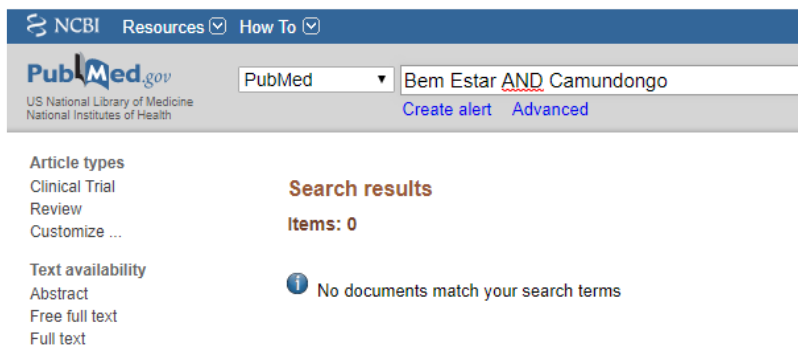 NCBI Resources How To
PubMed.gov
US National Library of Medicine
National Institutes of Health
PubMed
Bem Estar AND Camundongo
Create alert Advanced
Article types
Clinical Trial
Review
Customize ...
Text availability
Abstract
Free full text
Full text
Search results
Items: 0
No documents match your search terms